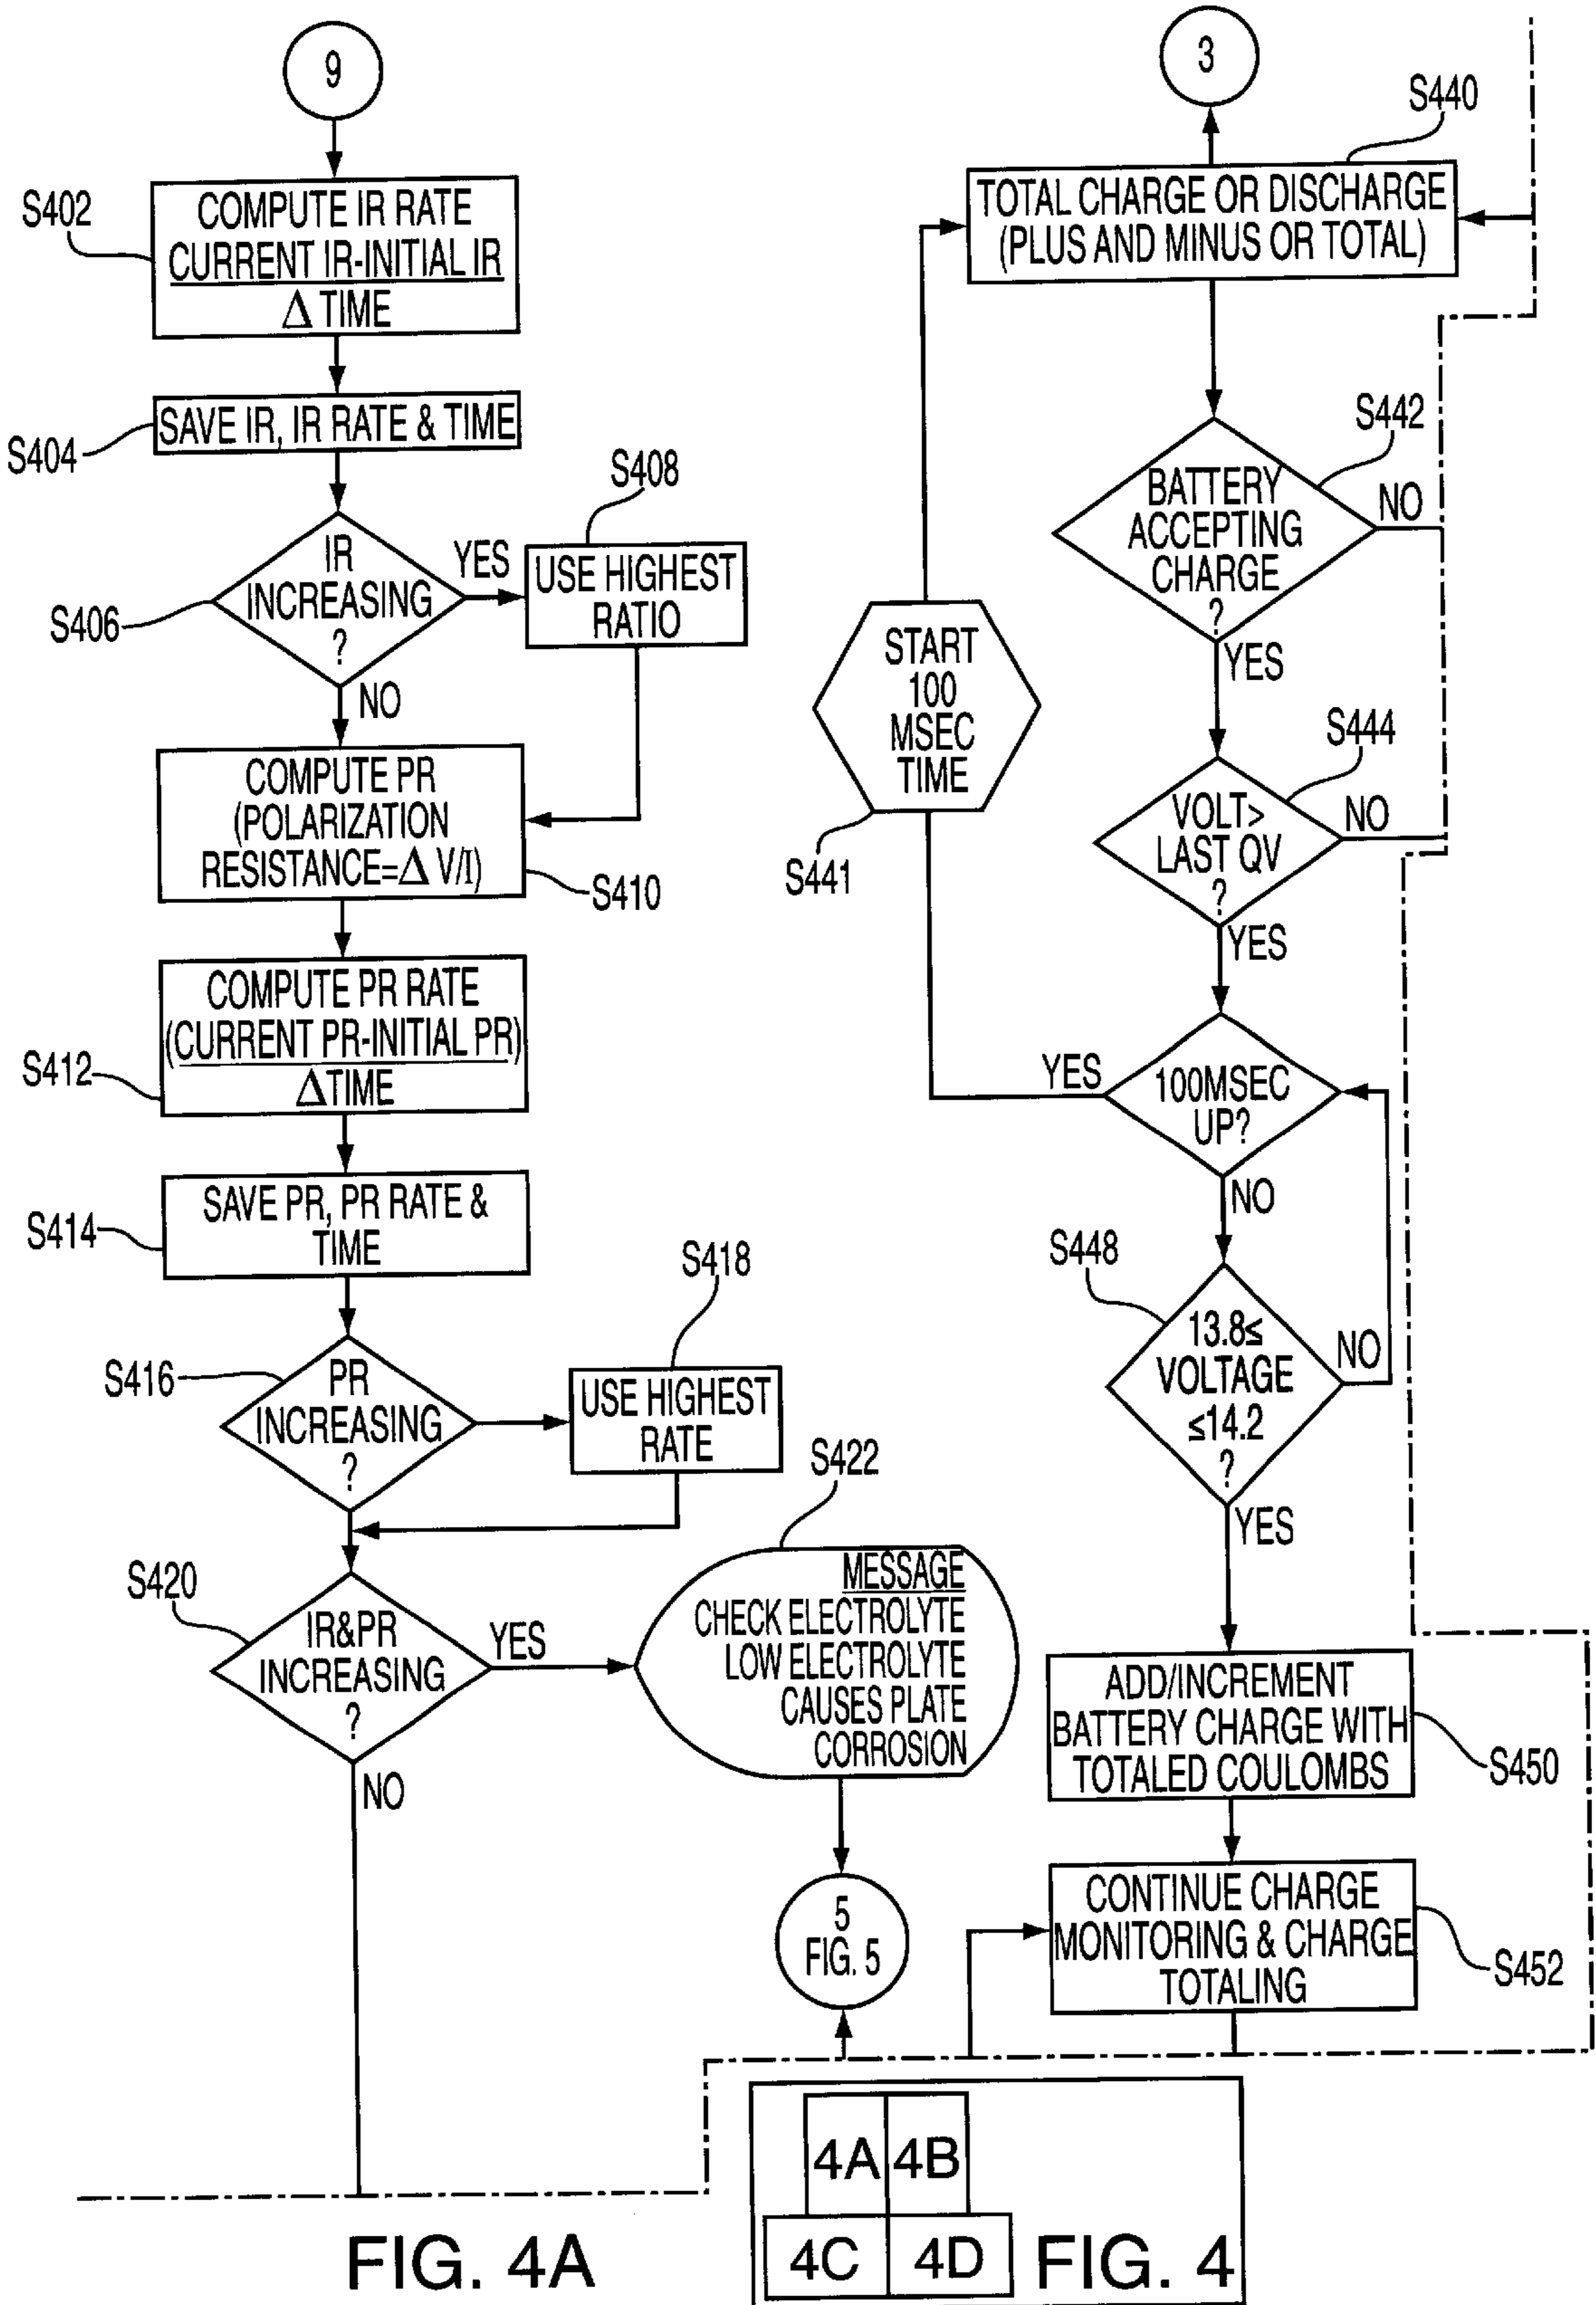 9
S402
COMPUTE IR RATE
CURRENT IR-INITIAL IR
Δ TIME
S404
SAVE IR, IR RATE & TIME
S406
IR
INCREASING
?
YES
NO
S408
USE HIGHEST
RATIO
COMPUTE PR
(POLARIZATION
RESISTANCE=Δ V/I)
S410
S412
COMPUTE PR RATE
(CURRENT PR-INITIAL PR)
ΔTIME
S414
SAVE PR, PR RATE &
TIME
S416
PR
INCREASING
?
S418
USE HIGHEST
RATE
S420
IR&PR
INCREASING
?
YES
NO
S422
MESSAGE
CHECK ELECTROLYTE
LOW ELECTROLYTE
CAUSES PLATE
CORROSION
5
FIG. 5
3
S440
TOTAL CHARGE OR DISCHARGE
(PLUS AND MINUS OR TOTAL)
S442
BATTERY
ACCEPTING
CHARGE
?
NO
YES
START
100
MSEC
TIME
S441
S444
VOLT>
LAST QV
?
NO
YES
100MSEC
UP?
YES
NO
S448
13.8≤
VOLTAGE
≤14.2
?
NO
YES
ADD/INCREMENT
BATTERY CHARGE WITH
TOTALED COULOMBS
S450
CONTINUE CHARGE
MONITORING & CHARGE
TOTALING
S452
FIG. 4A
4A 4B
4C 4D
FIG. 4